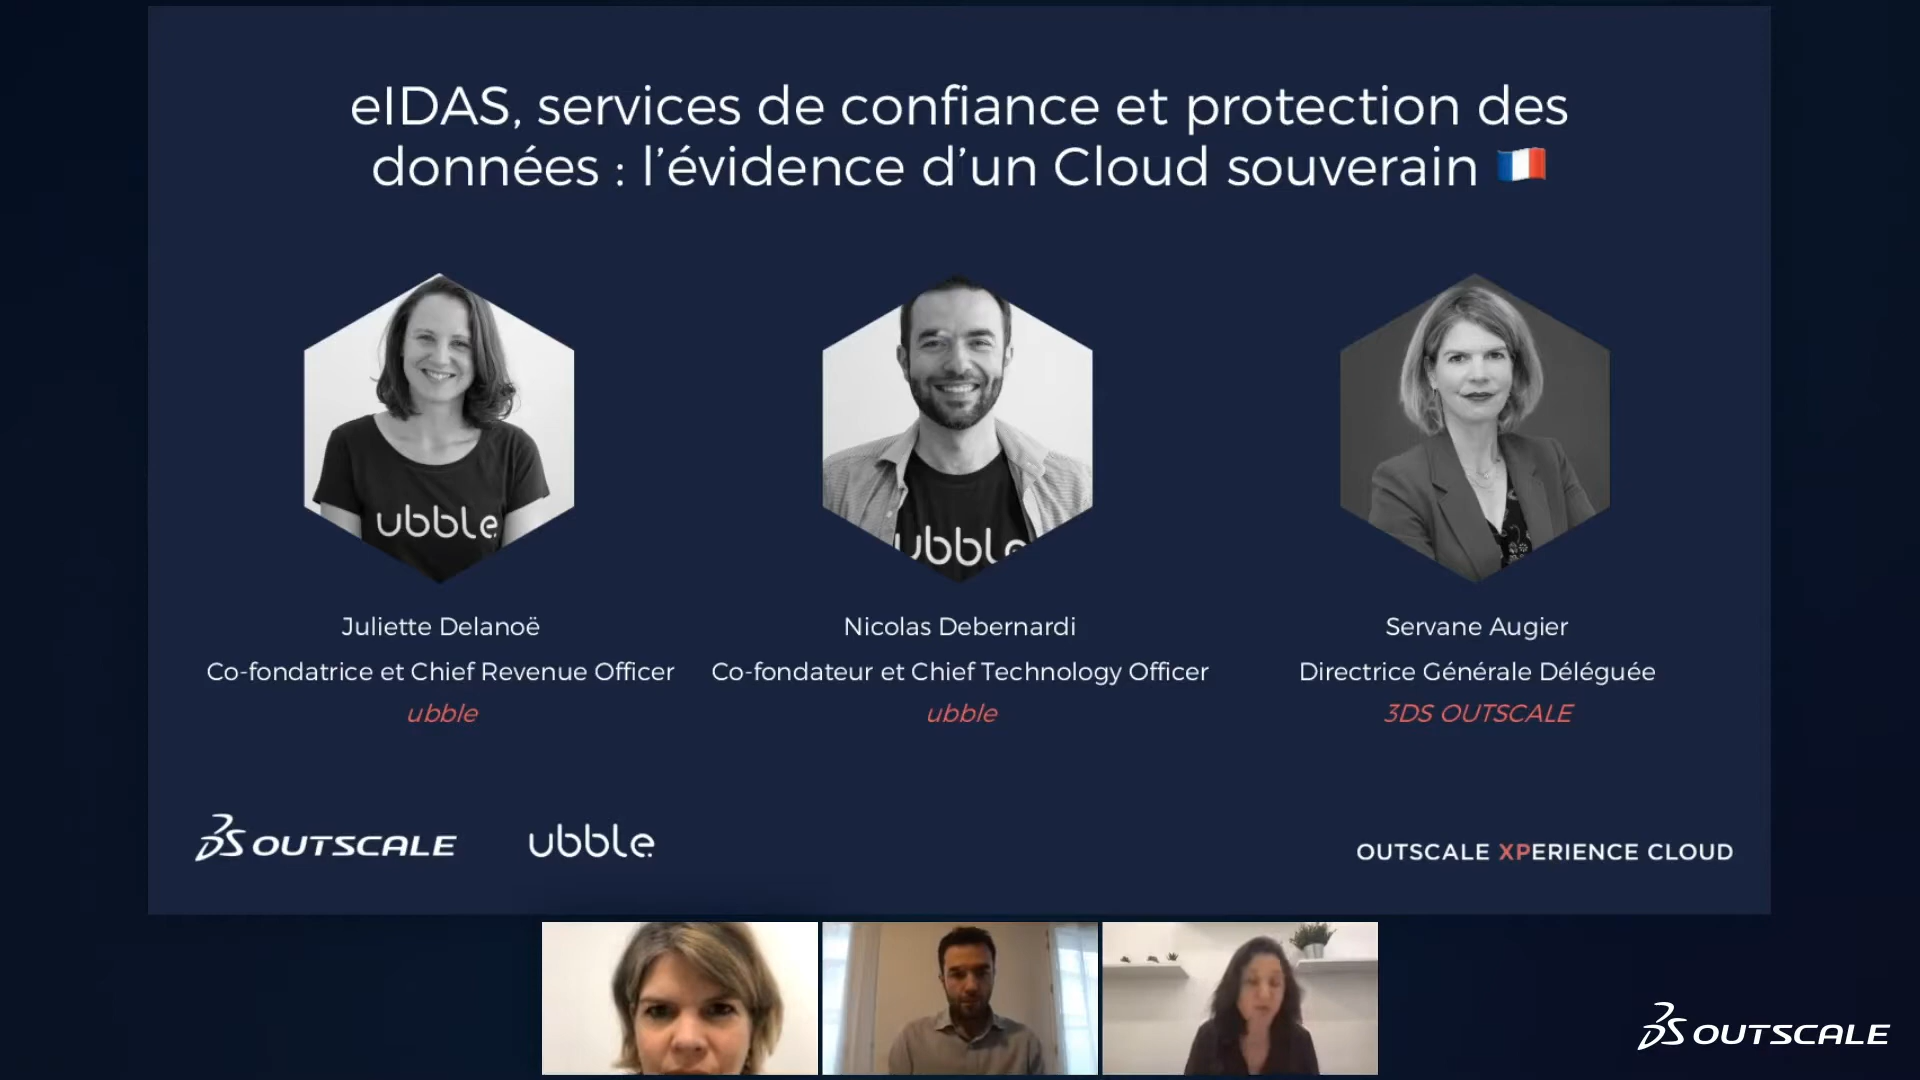 eIDAS, services de confiance et protection des
données : l’évidence d’un Cloud souverain
ubble.
ubble
Juliette Delanoë
Co-fondatrice et Chief Revenue Officer
ubble
Nicolas Debernardi
Co-fondateur et Chief Technology Officer
ubble
Servane Augier
Directrice Générale Déléguée
3DS OUTSCALE
3DS OUTSCALE
ubble.
OUTSCALE XPERIENCE CLOUD
3DS OUTSCALE